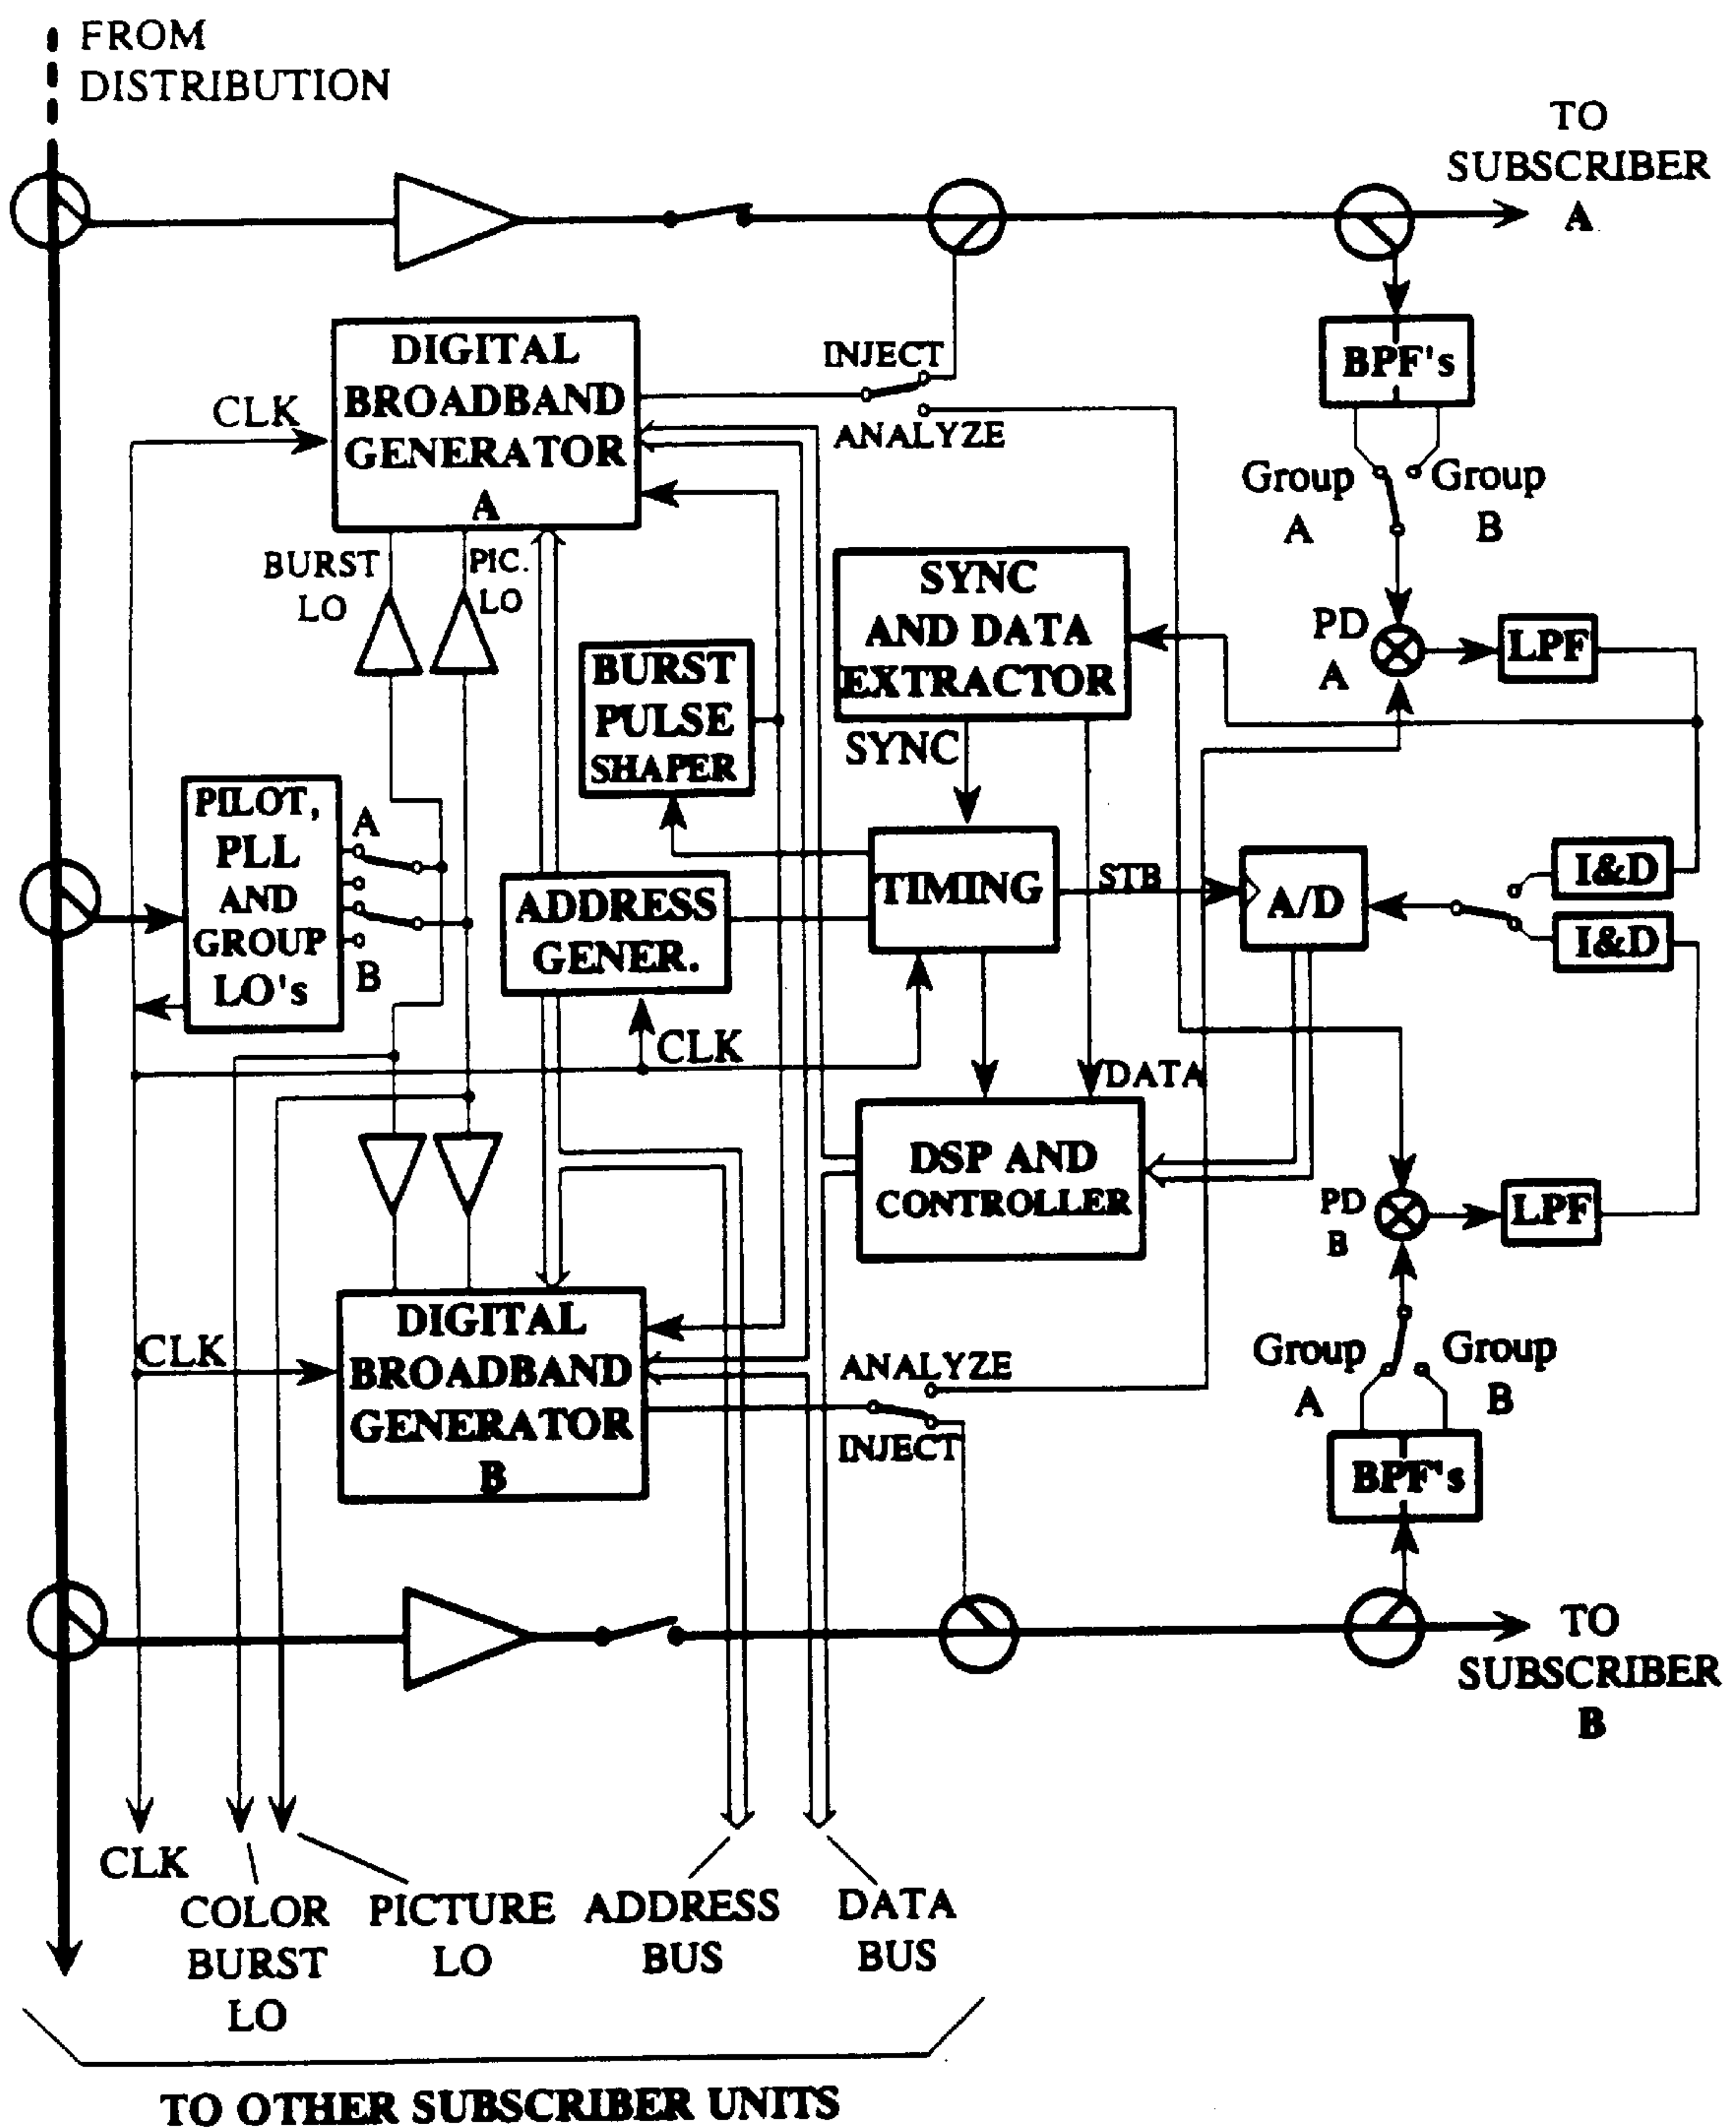 FROM
DISTRIBUTION
TO
SUBSCRIBER
A
DIGITAL
BROADBAND
GENERATOR
A
CLK
INJECT
ANALYZE
BPF's
Group
A
Group
B
BURST
LO
PIC.
LO
SYNC
AND DATA
EXTRACTOR
PD
A
LPF
BURST
PULSE
SHAPER
SYNC
PILOT,
PLL
AND
GROUP
LO's
A
B
ADDRESS
GENER.
TIMING
STB
A/D
I&D
I&D
CLK
DATA
DSP AND
CONTROLLER
PD
B
LPF
DIGITAL
BROADBAND
GENERATOR
B
CLK
ANALYZE
INJECT
Group
A
Group
B
BPF's
TO
SUBSCRIBER
B
CLK
COLOR
BURST
LO
PICTURE
LO
ADDRESS
BUS
DATA
BUS
TO OTHER SUBSCRIBER UNITS